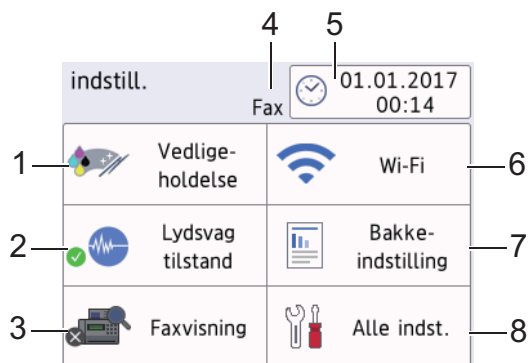 4
5
indstill.
Fax
01.01.2017
00:14
1
Vedlige-
holdelse
Wi-Fi
6
2
Lydsvag
tilstand
Bakke-
indstilling
7
3
Faxvisning
Alle indst.
8